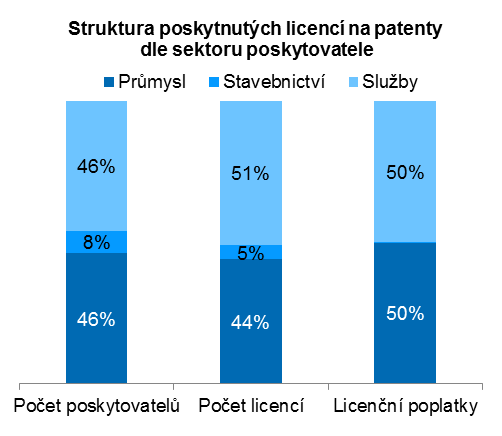 Struktura poskytnutých licencí na patenty
dle sektoru poskytovatele
Průmysl Stavebnictví Služby
46% 51% 50%
8% 5%
46% 44% 50%
Počet poskytovatelů Počet licencí Licenční poplatky